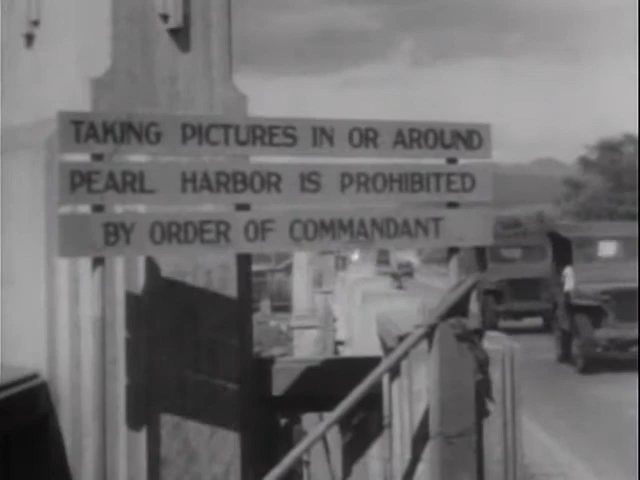 TAKING PICTURES IN OR AROUND
PEARL HARBOR IS PROHIBITED
BY ORDER OF COMMANDANT